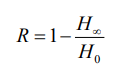 R = 1 − H∞ / H0